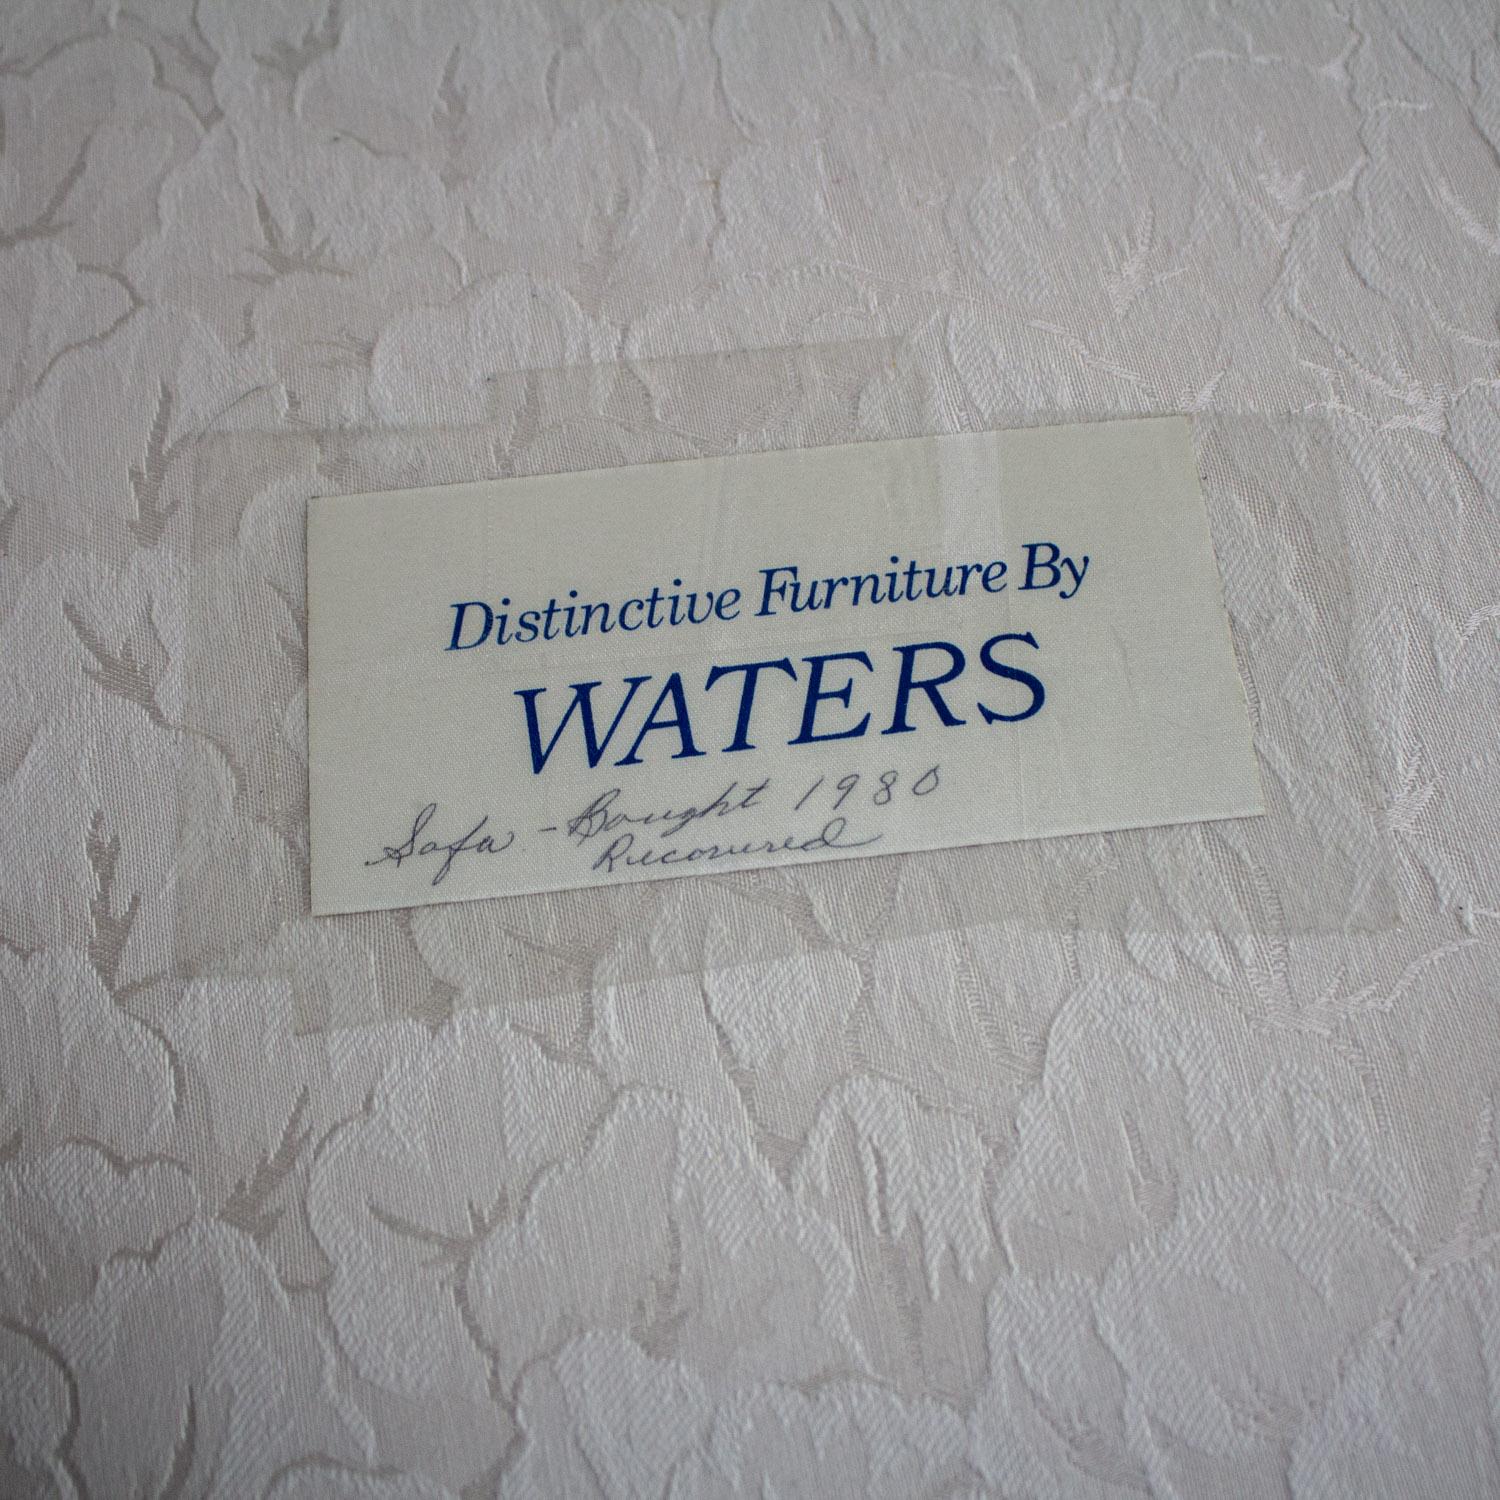 Distinctive Furniture By
WATERS
Sofa - Bought 1980
Recovered